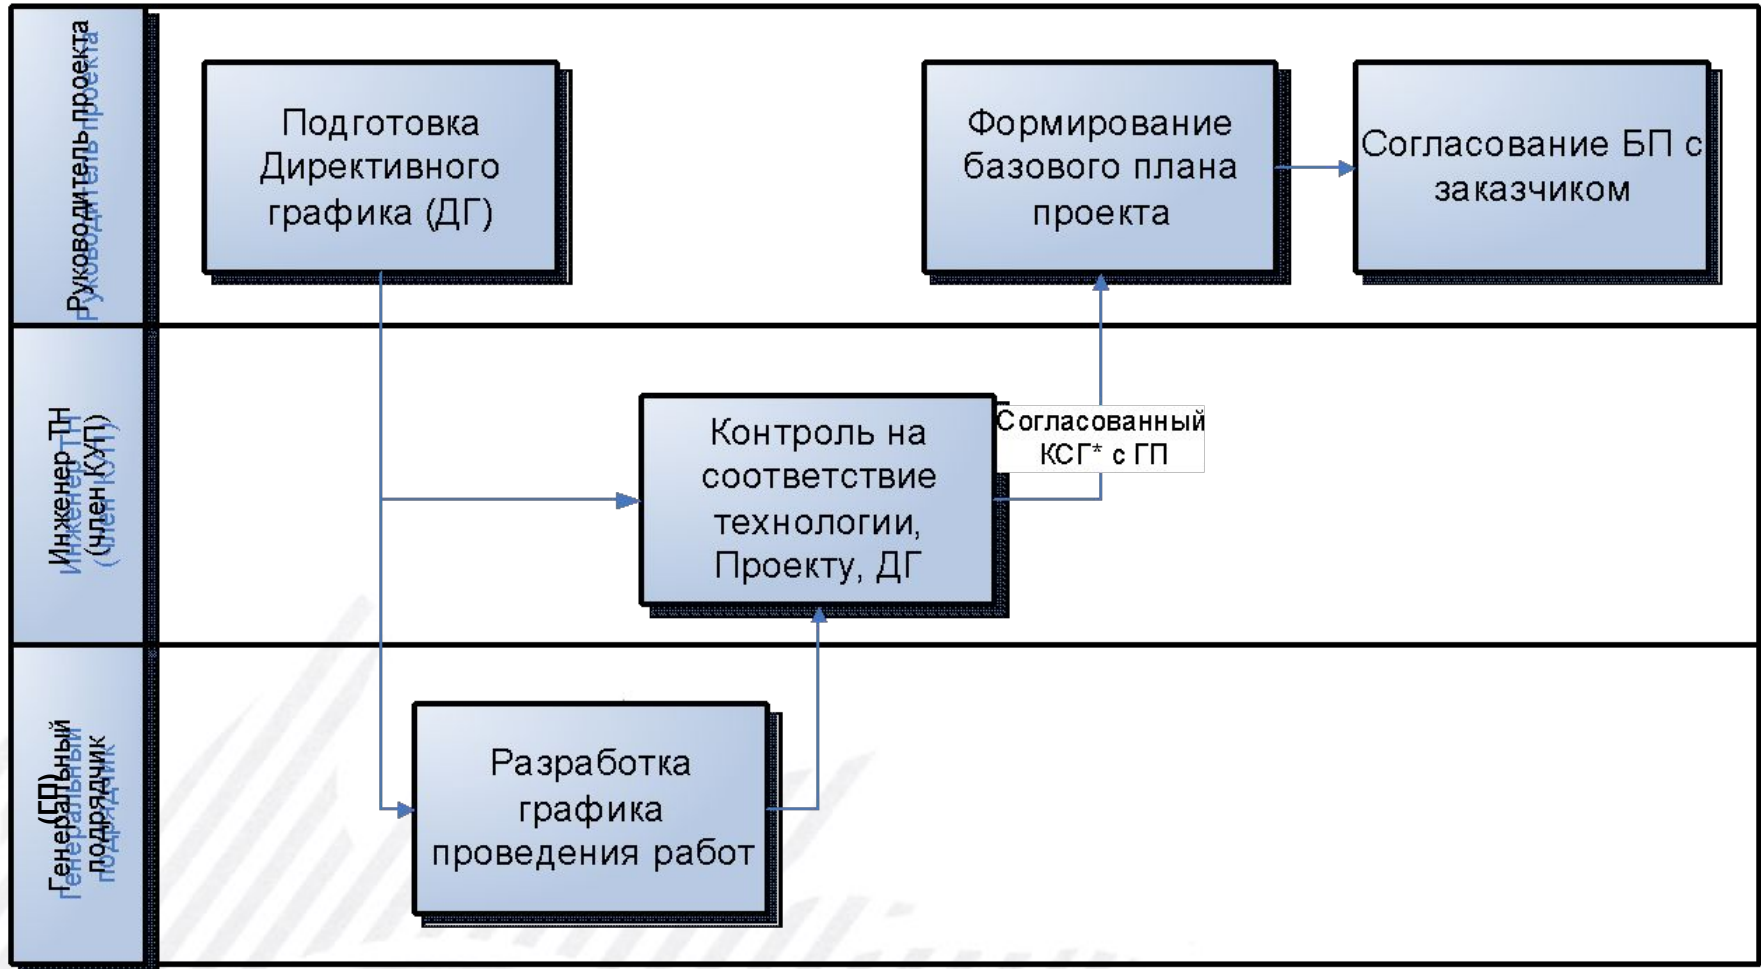 Руководитель проекта
Подготовка
Директивного
графика (ДГ)
Формирование
базового плана
проекта
Согласование БП с
заказчиком
Инженер ТН
(член КУП)
Контроль на
соответствие
технологии,
Проекту, ДГ
Согласованный
КСГ* с ГП
(ГП)
Генеральный
подрядчик
Разработка
графика
проведения работ